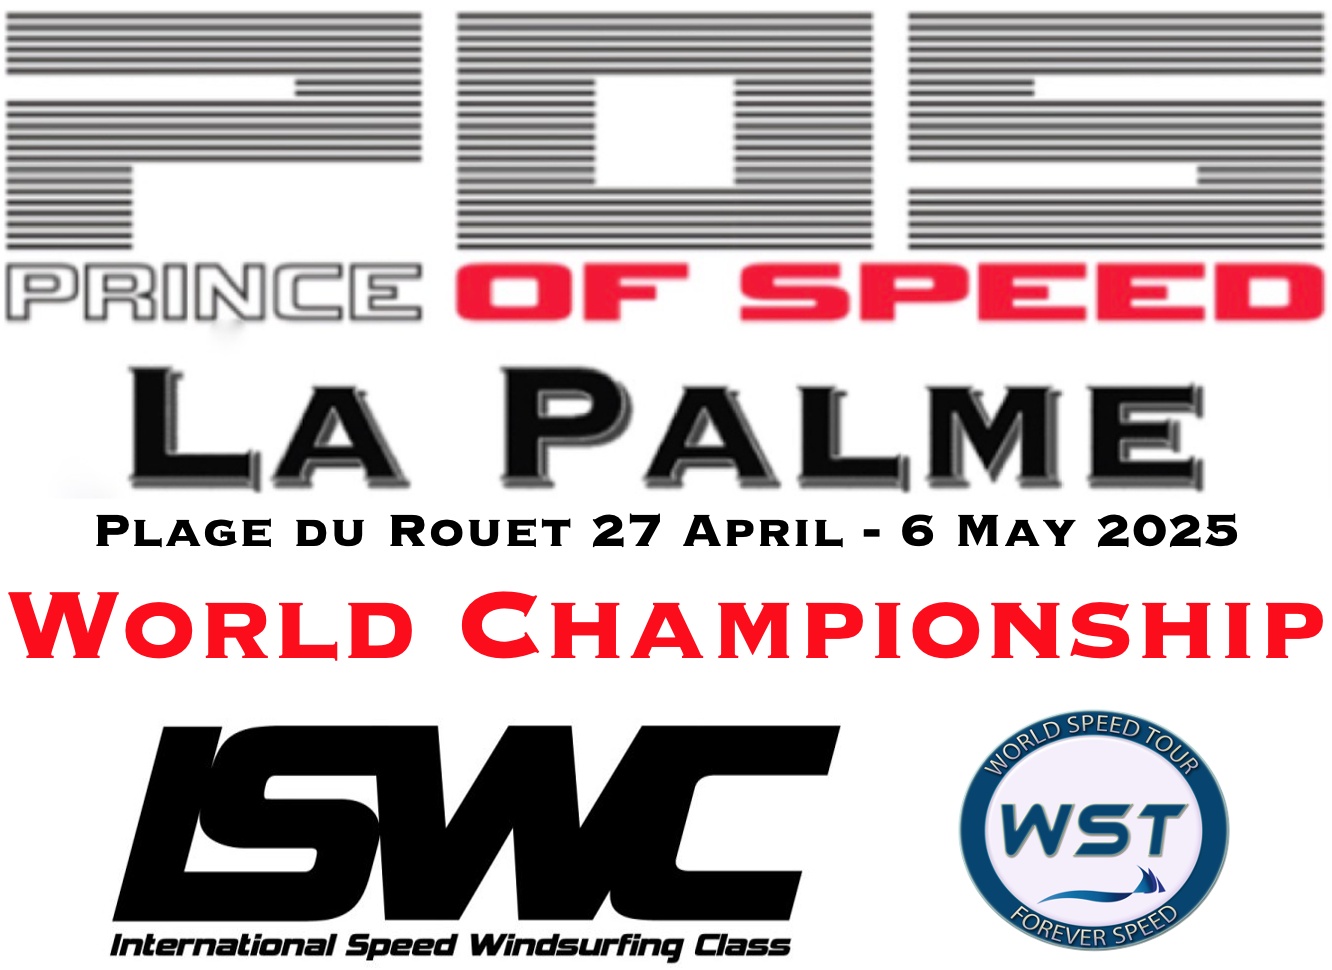 POS
PRINCE OF SPEED
LA PALME
PLAGE DU ROUET 27 APRIL - 6 MAY 2025
WORLD CHAMPIONSHIP
ISWC
International Speed Windsurfing Class
WORLD SPEED TOUR
WST
FOREVER SPEED